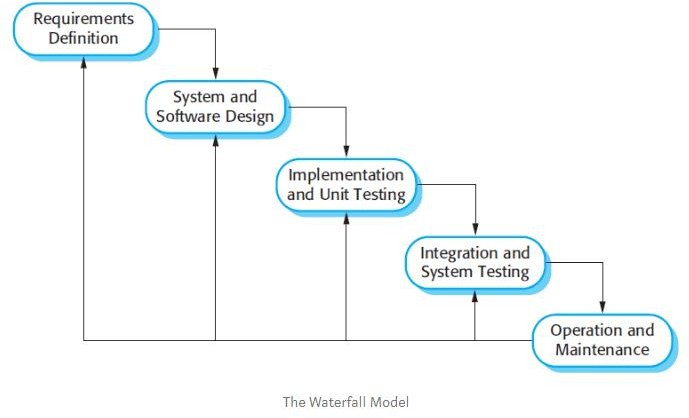 Requirements
Definition
System and
Software Design
Implementation
and Unit Testing
Integration and
System Testing
Operation and
Maintenance
The Waterfall Model